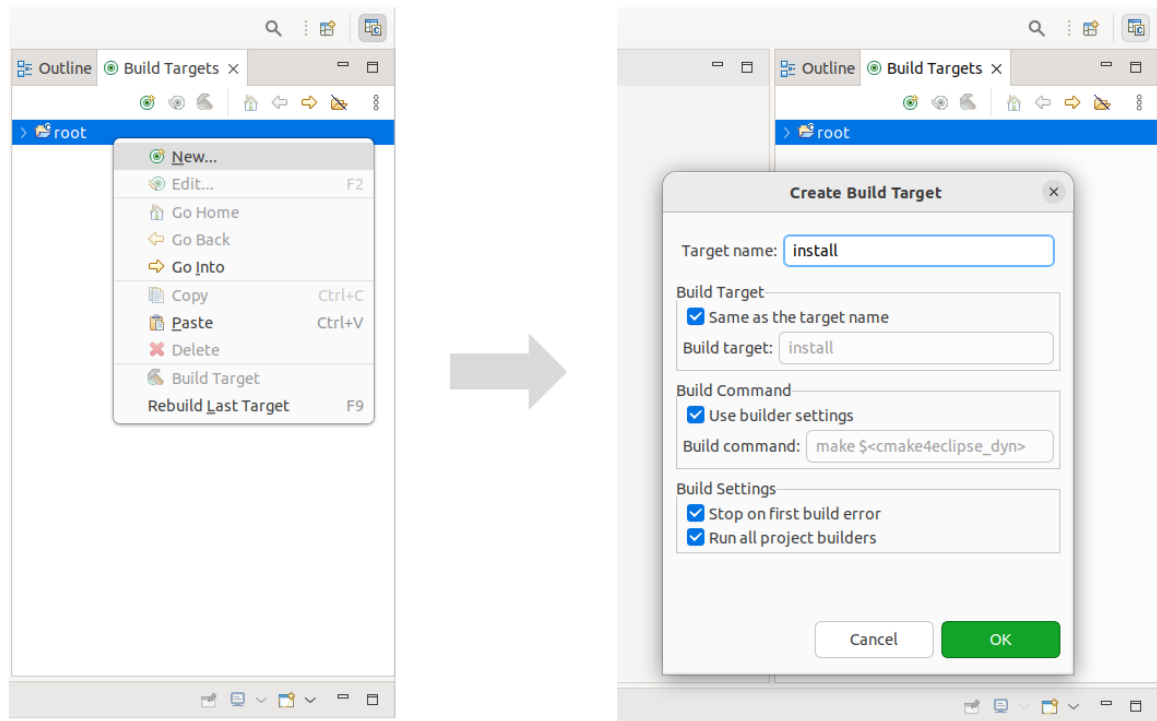 Outline
Build Targets
root
New...
Edit... F2
Go Home
Go Back
Go Into
Copy Ctrl+C
Paste Ctrl+V
Delete
Build Target
Rebuild Last Target F9
Outline
Build Targets
root
Create Build Target
Target name: install
Build Target
Same as the target name
Build target: install
Build Command
Use builder settings
Build command: make $<cmake4eclipse_dyn>
Build Settings
Stop on first build error
Run all project builders
Cancel OK